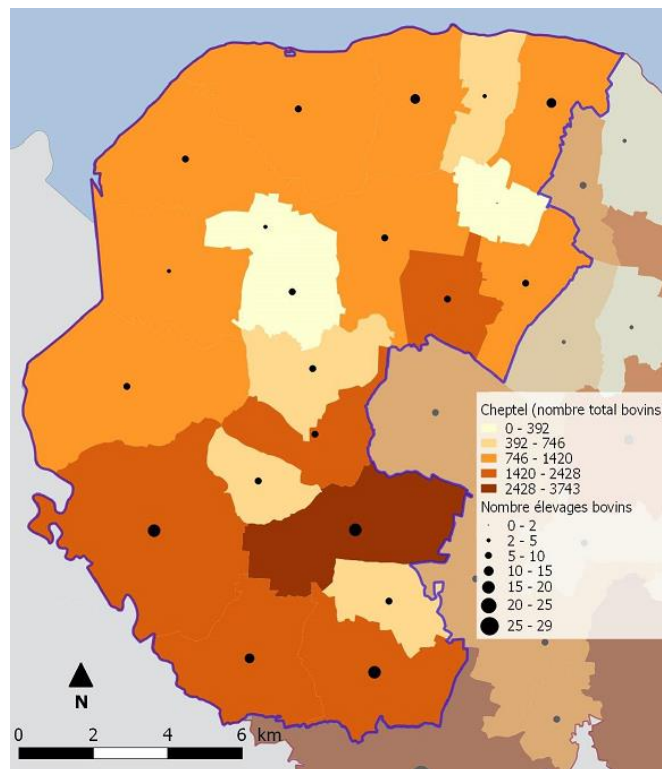 Cheptel (nombre total bovins
0 - 392
392 - 746
746 - 1420
1420 - 2428
2428 - 3743
Nombre élevages bovins
0 - 2
2 - 5
5 - 10
10 - 15
15 - 20
20 - 25
25 - 29
N
0 2 4 6 km